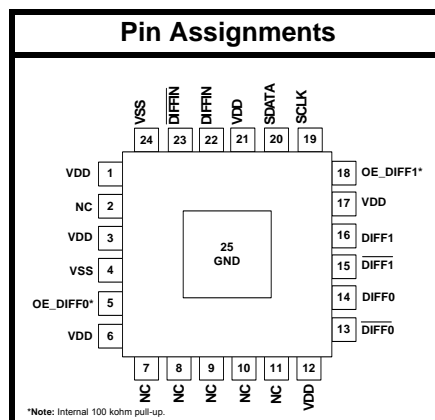 Pin Assignments
VSS
DIFFIN
DIFFIN
VDD
SDATA
SCLK
24
23
22
21
20
19
VDD
1
NC
2
VDD
3
VSS
4
OE_DIFF0*
5
VDD
6
25
GND
18
OE_DIFF1*
17
VDD
16
DIFF1
15
DIFF1
14
DIFF0
13
DIFF0
7
8
9
10
11
12
NC
NC
NC
NC
NC
VDD
*Note: Internal 100 kohm pull-up.